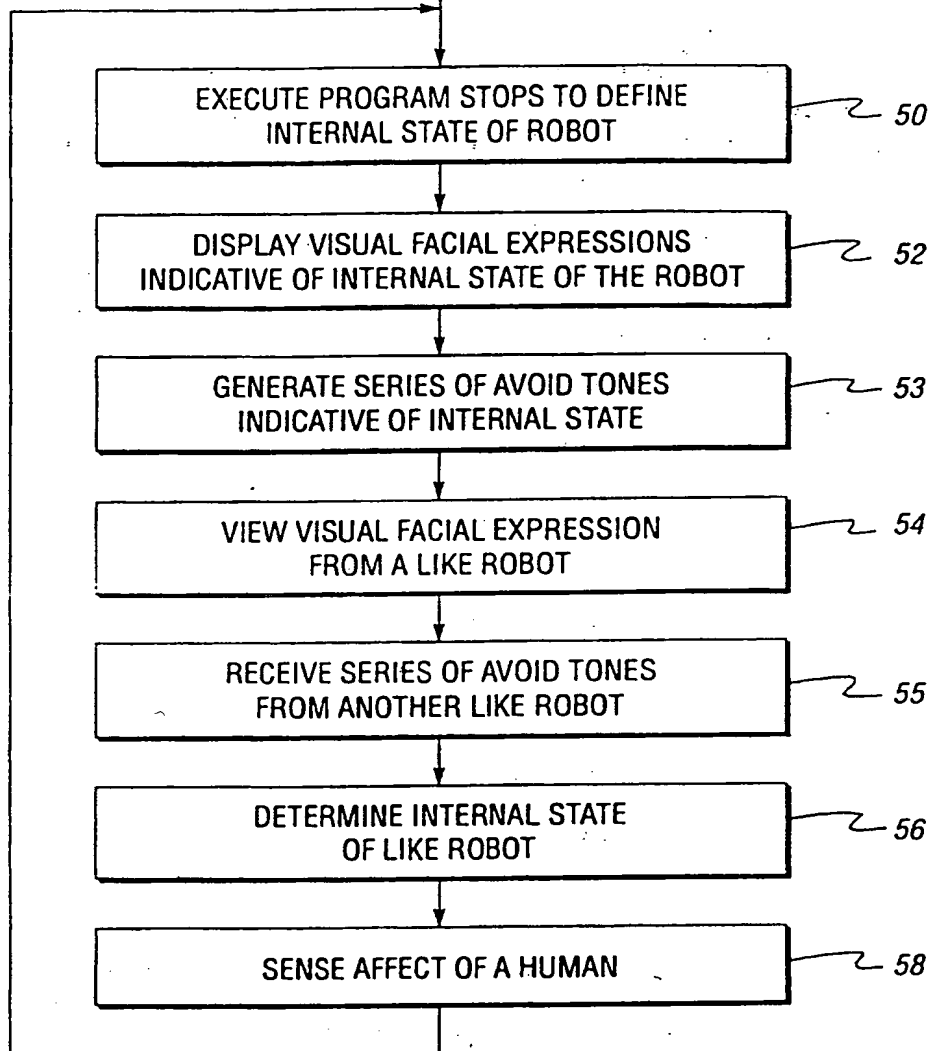 EXECUTE PROGRAM STOPS TO DEFINE
INTERNAL STATE OF ROBOT
50
DISPLAY VISUAL FACIAL EXPRESSIONS
INDICATIVE OF INTERNAL STATE OF THE ROBOT
52
GENERATE SERIES OF AVOID TONES
INDICATIVE OF INTERNAL STATE
53
VIEW VISUAL FACIAL EXPRESSION
FROM A LIKE ROBOT
54
RECEIVE SERIES OF AVOID TONES
FROM ANOTHER LIKE ROBOT
55
DETERMINE INTERNAL STATE
OF LIKE ROBOT
56
SENSE AFFECT OF A HUMAN
58